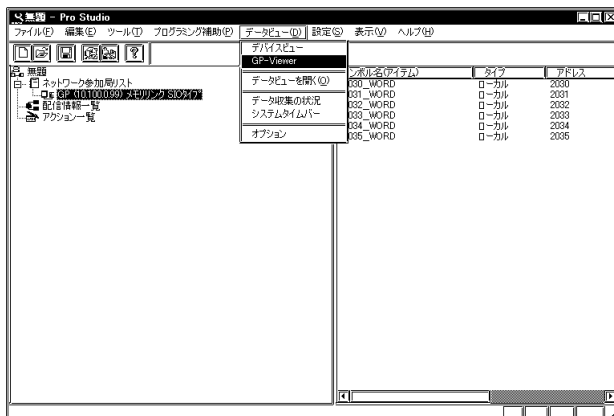 無題 - Pro Studio
ファイル(F) 編集(E) ツール(T) プログラミング補助(P) データビュー(D) 設定(S) 表示(V) ヘルプ(H)
デバイスビュー
GP-Viewer
データビューを開く(O)
データ収集の状況
システムタイムバー
オプション
無題
ネットワーク参加局リスト
GP (10.100.0.99) メモリリンク SIOタイプ
配信情報一覧
アクション一覧
ンボル名(アイテム) タイプ アドレス
030_WORD ローカル 2030
031_WORD ローカル 2031
032_WORD ローカル 2032
033_WORD ローカル 2033
034_WORD ローカル 2034
035_WORD ローカル 2035